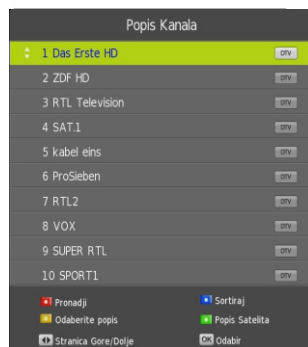 Popis Kanala
1 Das Erste HD DTV
2 ZDF HD DTV
3 RTL Television DTV
4 SAT.1 DTV
5 kabel eins DTV
6 ProSieben DTV
7 RTL2 DTV
8 VOX DTV
9 SUPER RTL DTV
10 SPORT1 DTV
Pronadji Sortiraj
Odaberite popis Popis Satelita
Stranica Gore/Dolje OK Odabir